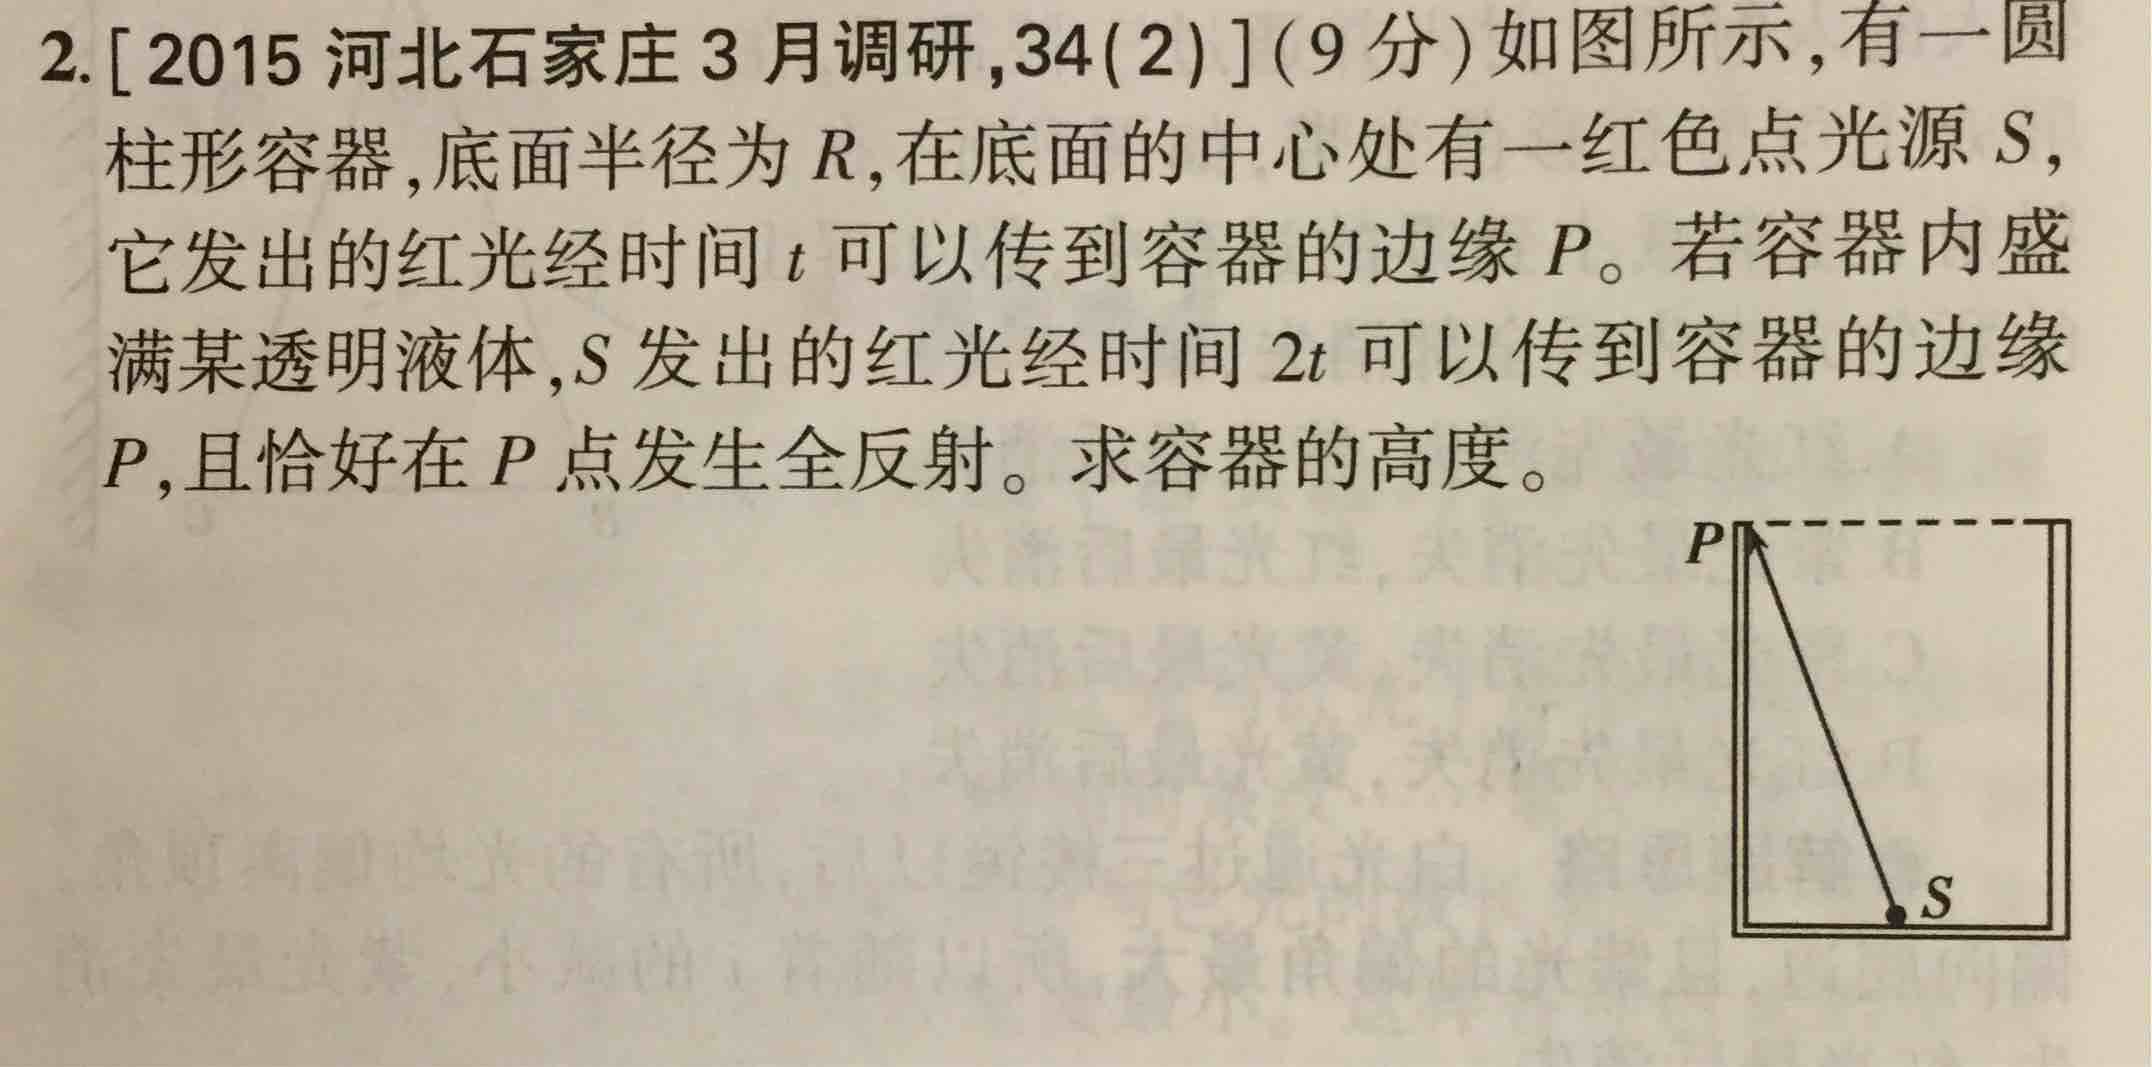 2.[2015 河北石家庄 3 月调研,34(2)](9 分)如图所示,有一圆
柱形容器,底面半径为 R,在底面的中心处有一红色点光源 S,
它发出的红光经时间 t 可以传到容器的边缘 P。若容器内盛
满某透明液体,S 发出的红光经时间 2t 可以传到容器的边缘
P,且恰好在 P 点发生全反射。求容器的高度。
P
S